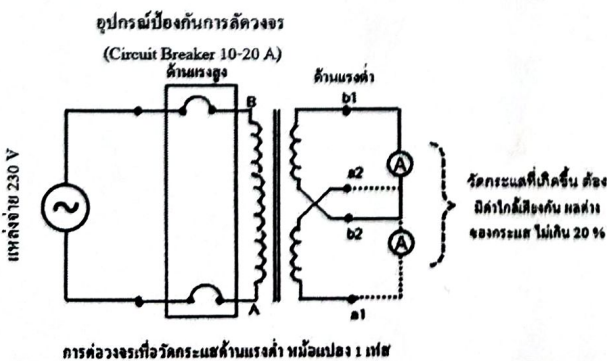 อุปกรณ์ป้องกันการลัดวงจร
(Circuit Breaker 10-20 A)
ด้านแรงสูง
ด้านแรงต่ำ
B
b1
แหล่งจ่าย 230 V
A
a2
วัดกระแสที่เกิดขึ้น ต้อง
มีค่าใกล้เคียงกัน ผลต่าง
ของกระแส ไม่เกิน 20 %
b2
A
A
a1
การต่อวงจรเพื่อวัดกระแสด้านแรงต่ำ หม้อแปลง 1 เฟส